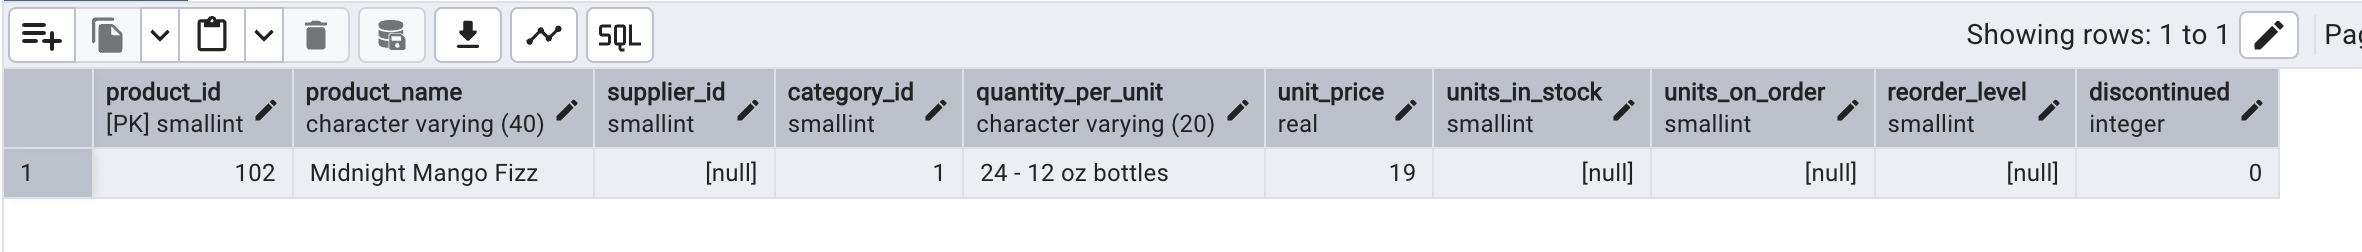 SQL
Showing rows: 1 to 1
product_id product_name supplier_id category_id quantity_per_unit unit_price units_in_stock units_on_order reorder_level discontinued
[PK] smallint character varying (40) smallint smallint character varying (20) real smallint smallint smallint integer
1 102 Midnight Mango Fizz [null] 1 24 - 12 oz bottles 19 [null] [null] [null] 0